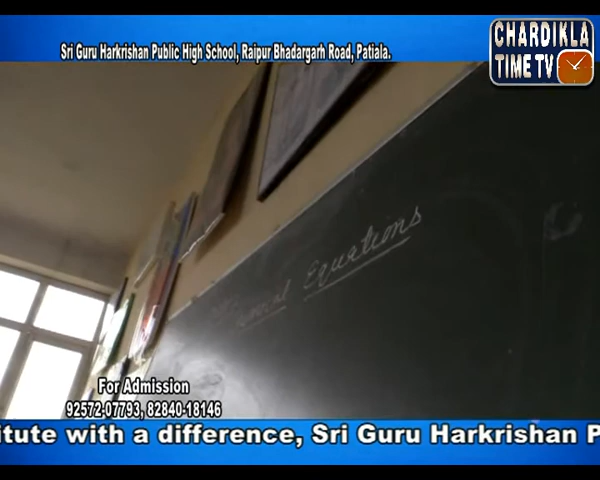 Sri Guru Harkrishan Public High School, Raipur Bhadargarh Road, Patiala.
CHARDIKLA
TIME TV
Equations
For Admission
92572-07793, 82840-18146
itute with a difference, Sri Guru Harkrishan P